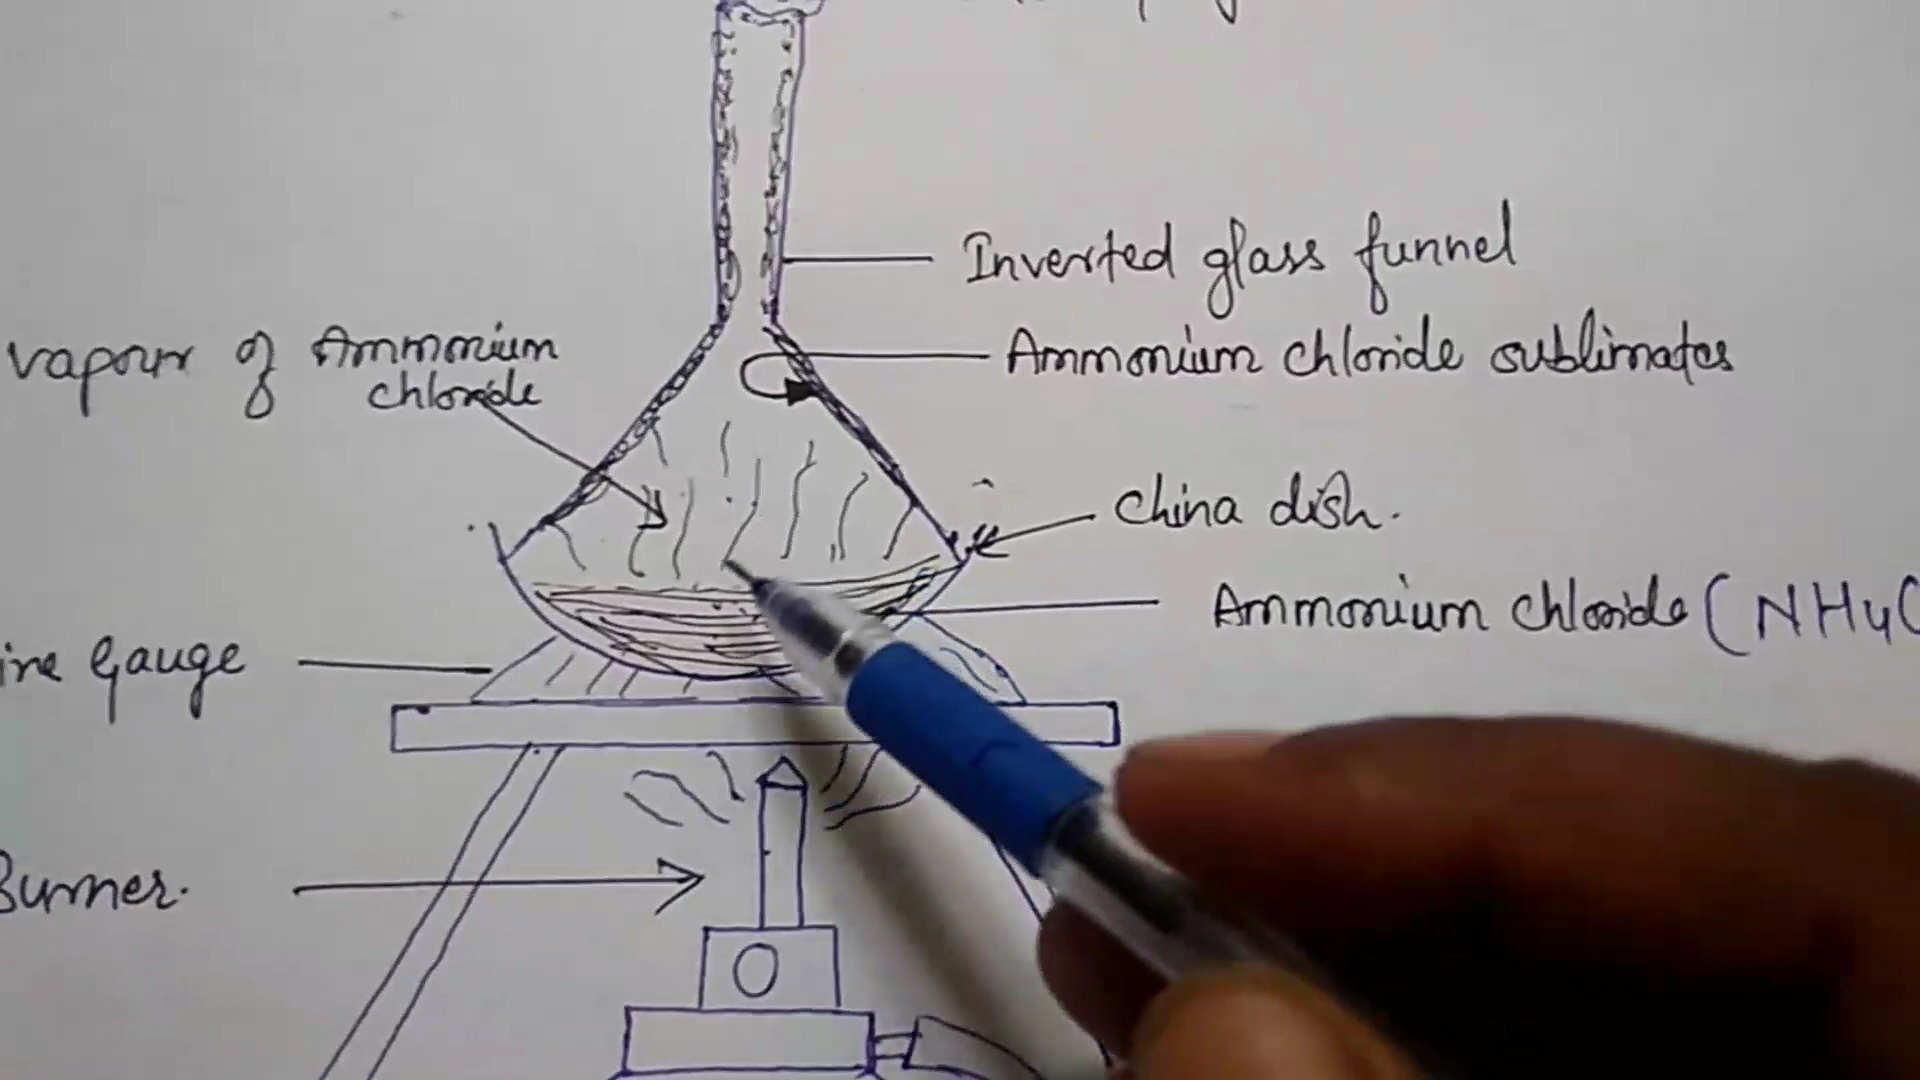 Inverted glass funnel
vapour of Ammonium
chloride
Ammonium chloride sublimates
China dish.
Ammonium chloride (NH4C
ire Gauge
Burner.